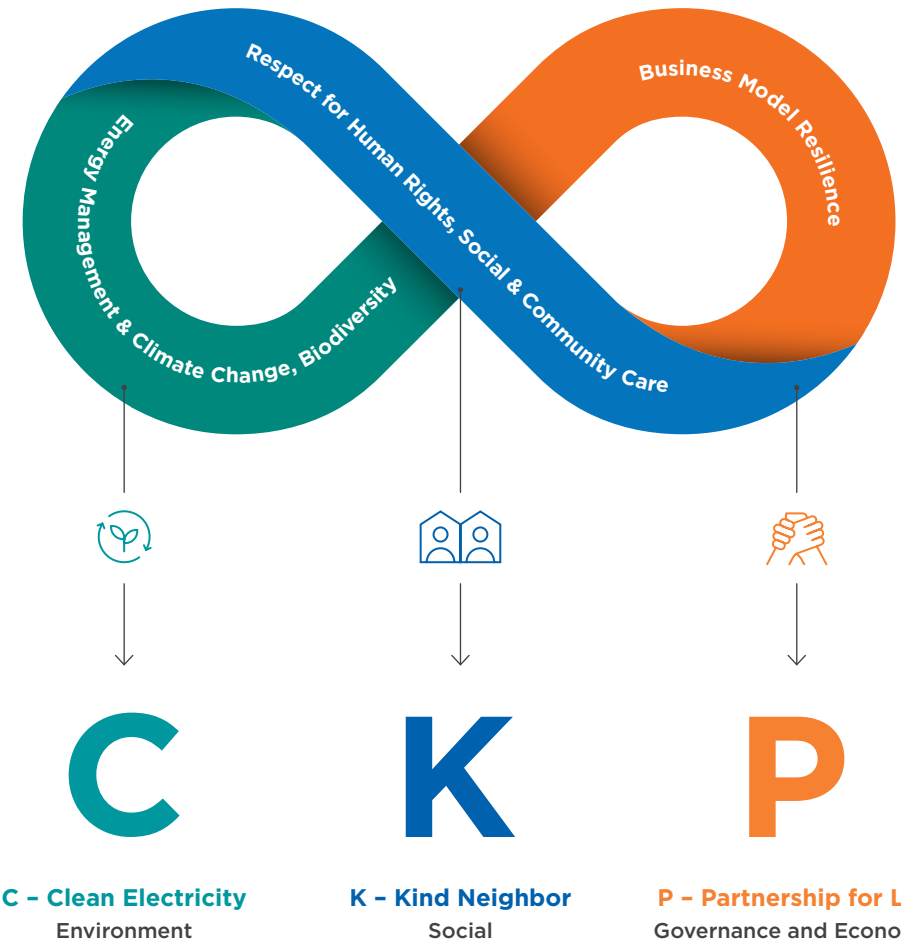 Respect for Human Rights, Social & Community Care
Business Model Resilience
Energy Management & Climate Change, Biodiversity
C K P
C – Clean Electricity
Environment
K – Kind Neighbor
Social
P – Partnership for L
Governance and Econo